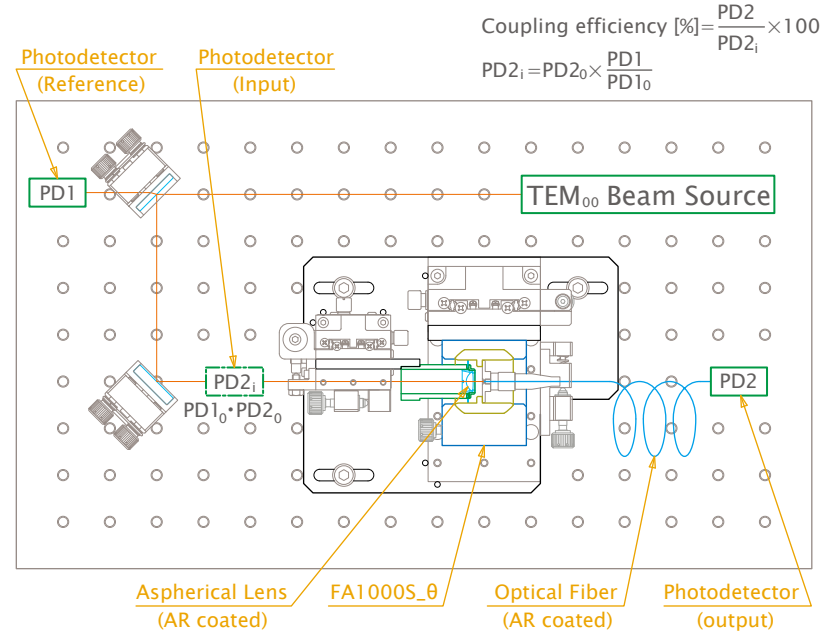 Coupling efficiency [%]=PD2/PD2i×100
PD2i=PD20×PD1/PD10
Photodetector
(Reference)
Photodetector
(Input)
PD1
TEM00 Beam Source
PD2i
PD10•PD20
PD2
Aspherical Lens
(AR coated)
FA1000S_θ
Optical Fiber
(AR coated)
Photodetector
(output)